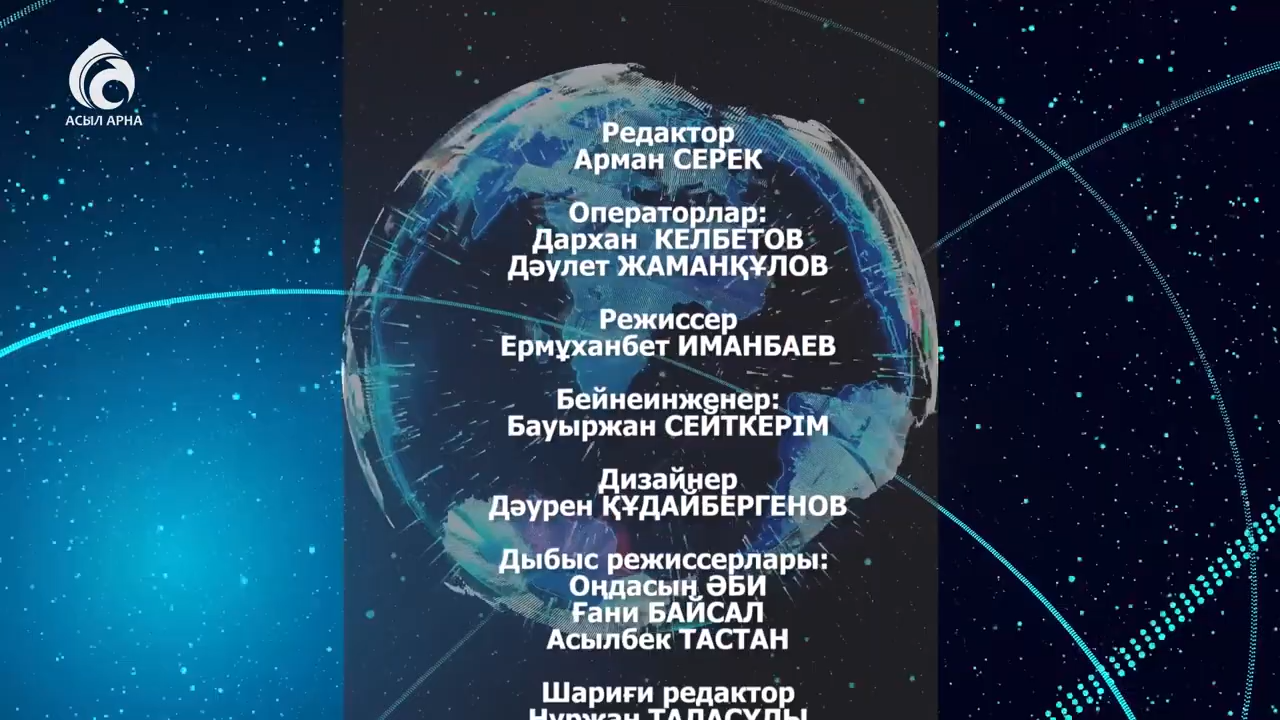 АСЫЛ АРНА
Редактор
Арман СЕРЕК
Операторлар:
Дархан КЕЛБЕТОВ
Дәулет ЖАМАНҚҰЛОВ
Режиссер
Ермұханбет ИМАНБАЕВ
Бейнеинженер:
Бауыржан СЕЙТКЕРІМ
Дизайнер
Дәурен ҚҰДАЙБЕРГЕНОВ
Дыбыс режиссерлары:
Оңдасын ӘБИ
Ғани БАЙСАЛ
Асылбек ТАСТАН
Шариғи редактор
Нұржан